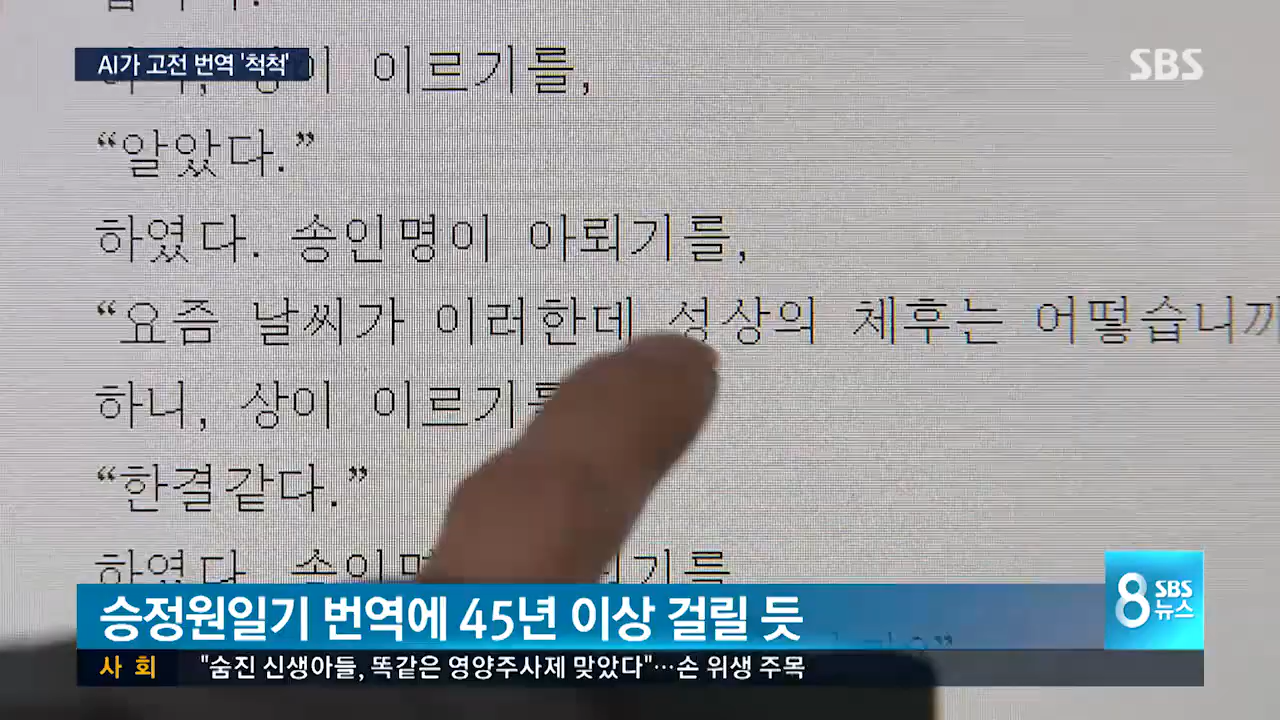 AI가 고전 번역 '척척'
SBS
이르기를,
“알았다.”
하였다. 송인명이 아뢰기를,
“요즘 날씨가 이러한데 성상의 체후는 어떻습니까
하니, 상이 이르기를
“한결같다.”
하였다. 송인명
승정원일기 번역에 45년 이상 걸릴 듯
8 SBS 뉴스
사 회 "숨진 신생아들, 똑같은 영양주사제 맞았다"…손 위생 주목